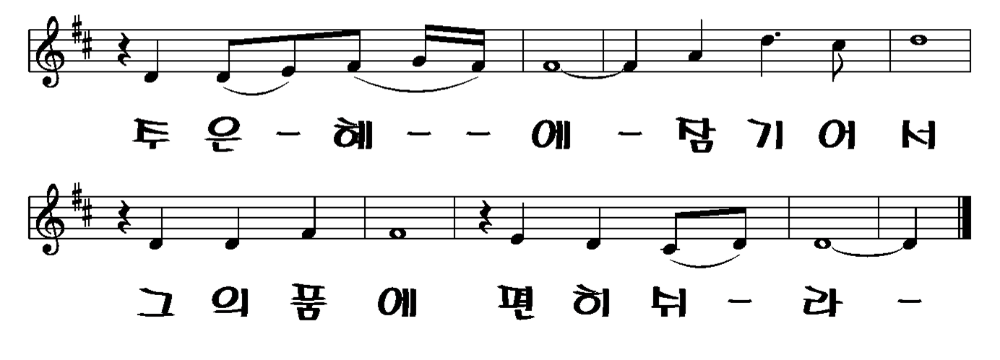 주 은 - 혜 - - 에 - 잠 기 어 서
그 의 품 에 편 히 쉬 - 라 -